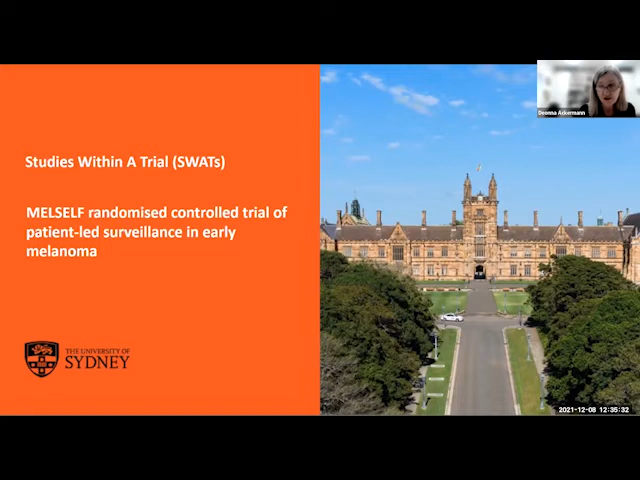 Deonna Ackermann
Studies Within A Trial (SWATs)
MELSELF randomised controlled trial of
patient-led surveillance in early
melanoma
THE UNIVERSITY OF
SYDNEY
2021-12-08 12:35:32